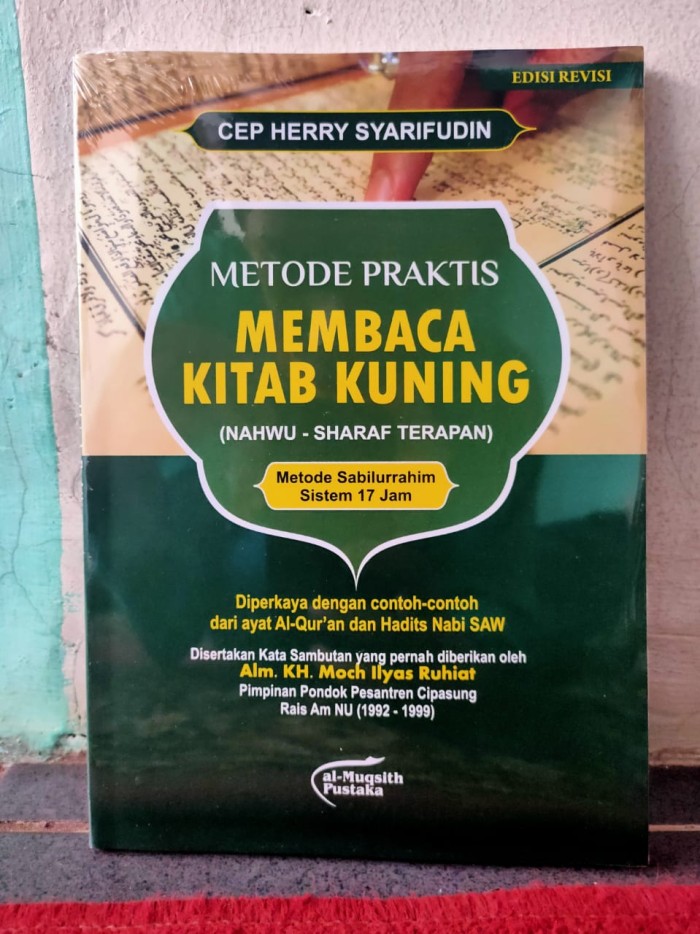 EDISI REVISI
CEP HERRY SYARIFUDIN
METODE PRAKTIS
MEMBACA
KITAB KUNING
(NAHWU - SHARAF TERAPAN)
Metode Sabilurrahim
Sistem 17 Jam
Diperkaya dengan contoh-contoh
dari ayat Al-Qur'an dan Hadits Nabi SAW
Disertakan Kata Sambutan yang pernah diberikan oleh
Alm. KH. Moch Ilyas Ruhiat
Pimpinan Pondok Pesantren Cipasung
Rais Am NU (1992 - 1999)
al-Muqsith
Pustaka